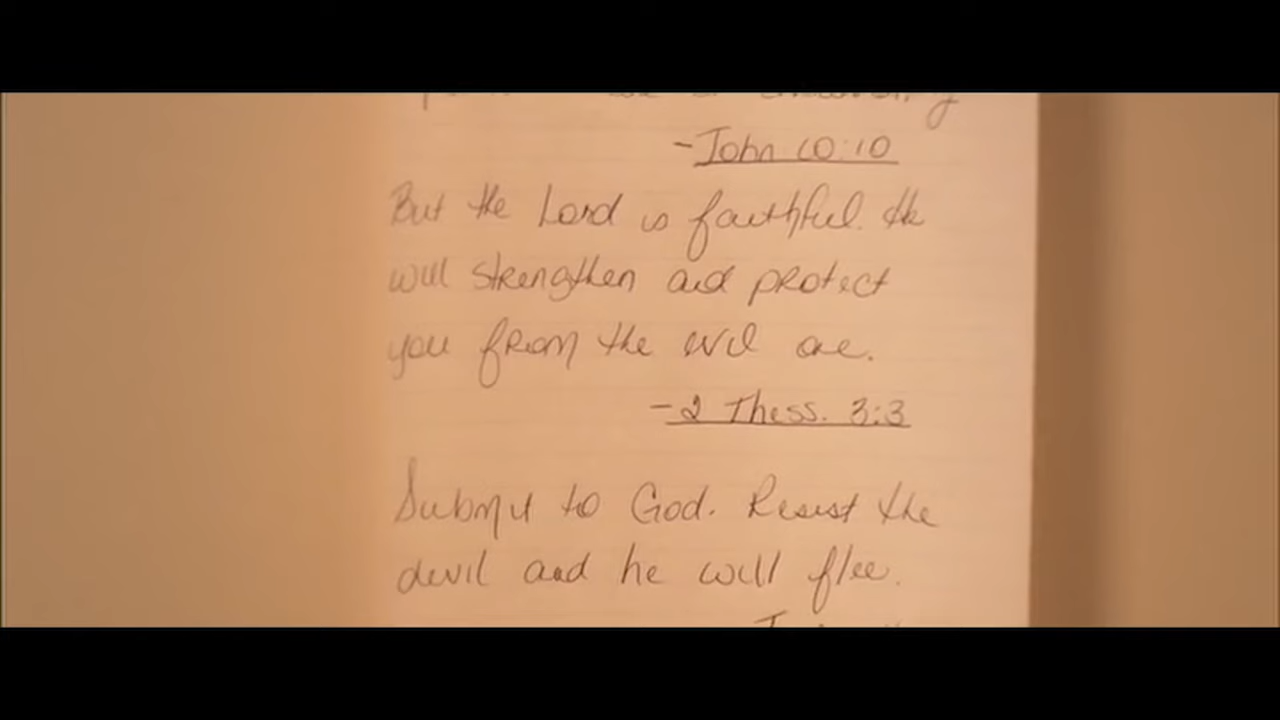 -John 10:10
But the Lord is faithful. He
will strengthen and protect
you from the evil one.
-2 Thess. 3:3
Submit to God. Resist the
devil and he will flee.